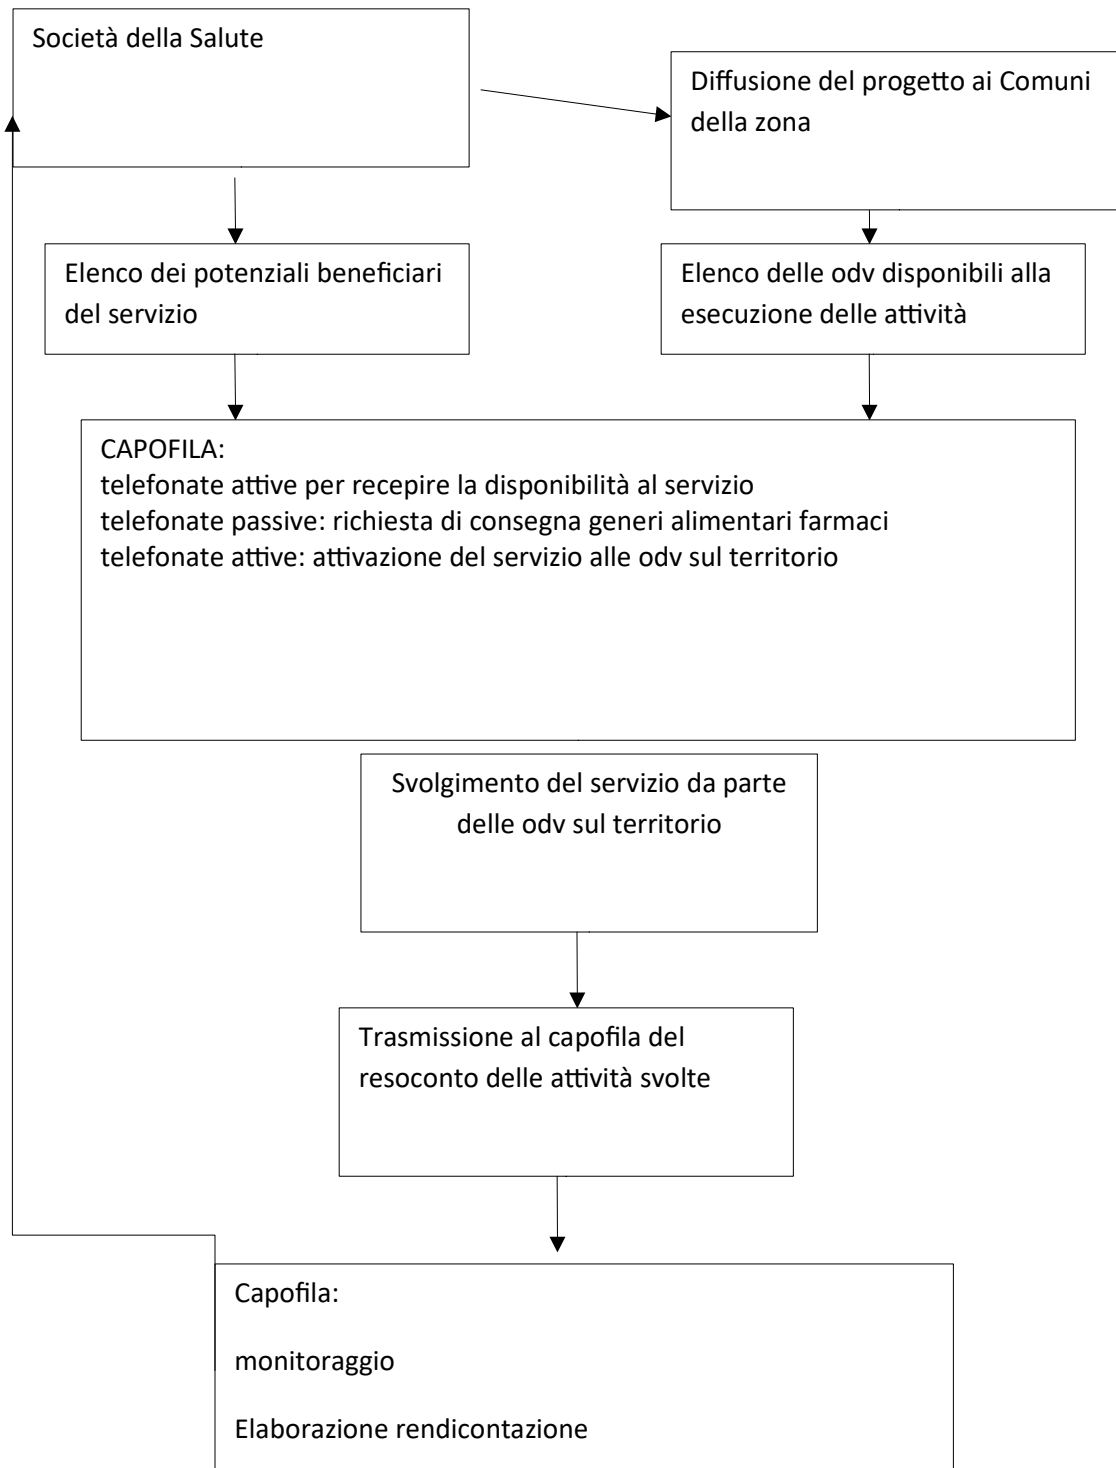 Società della Salute
Diffusione del progetto ai Comuni
della zona
Elenco dei potenziali beneficiari
del servizio
Elenco delle odv disponibili alla
esecuzione delle attività
CAPOFILA:
telefonate attive per recepire la disponibilità al servizio
telefonate passive: richiesta di consegna generi alimentari farmaci
telefonate attive: attivazione del servizio alle odv sul territorio
Svolgimento del servizio da parte
delle odv sul territorio
Trasmissione al capofila del
resoconto delle attività svolte
Capofila:
monitoraggio
Elaborazione rendicontazione